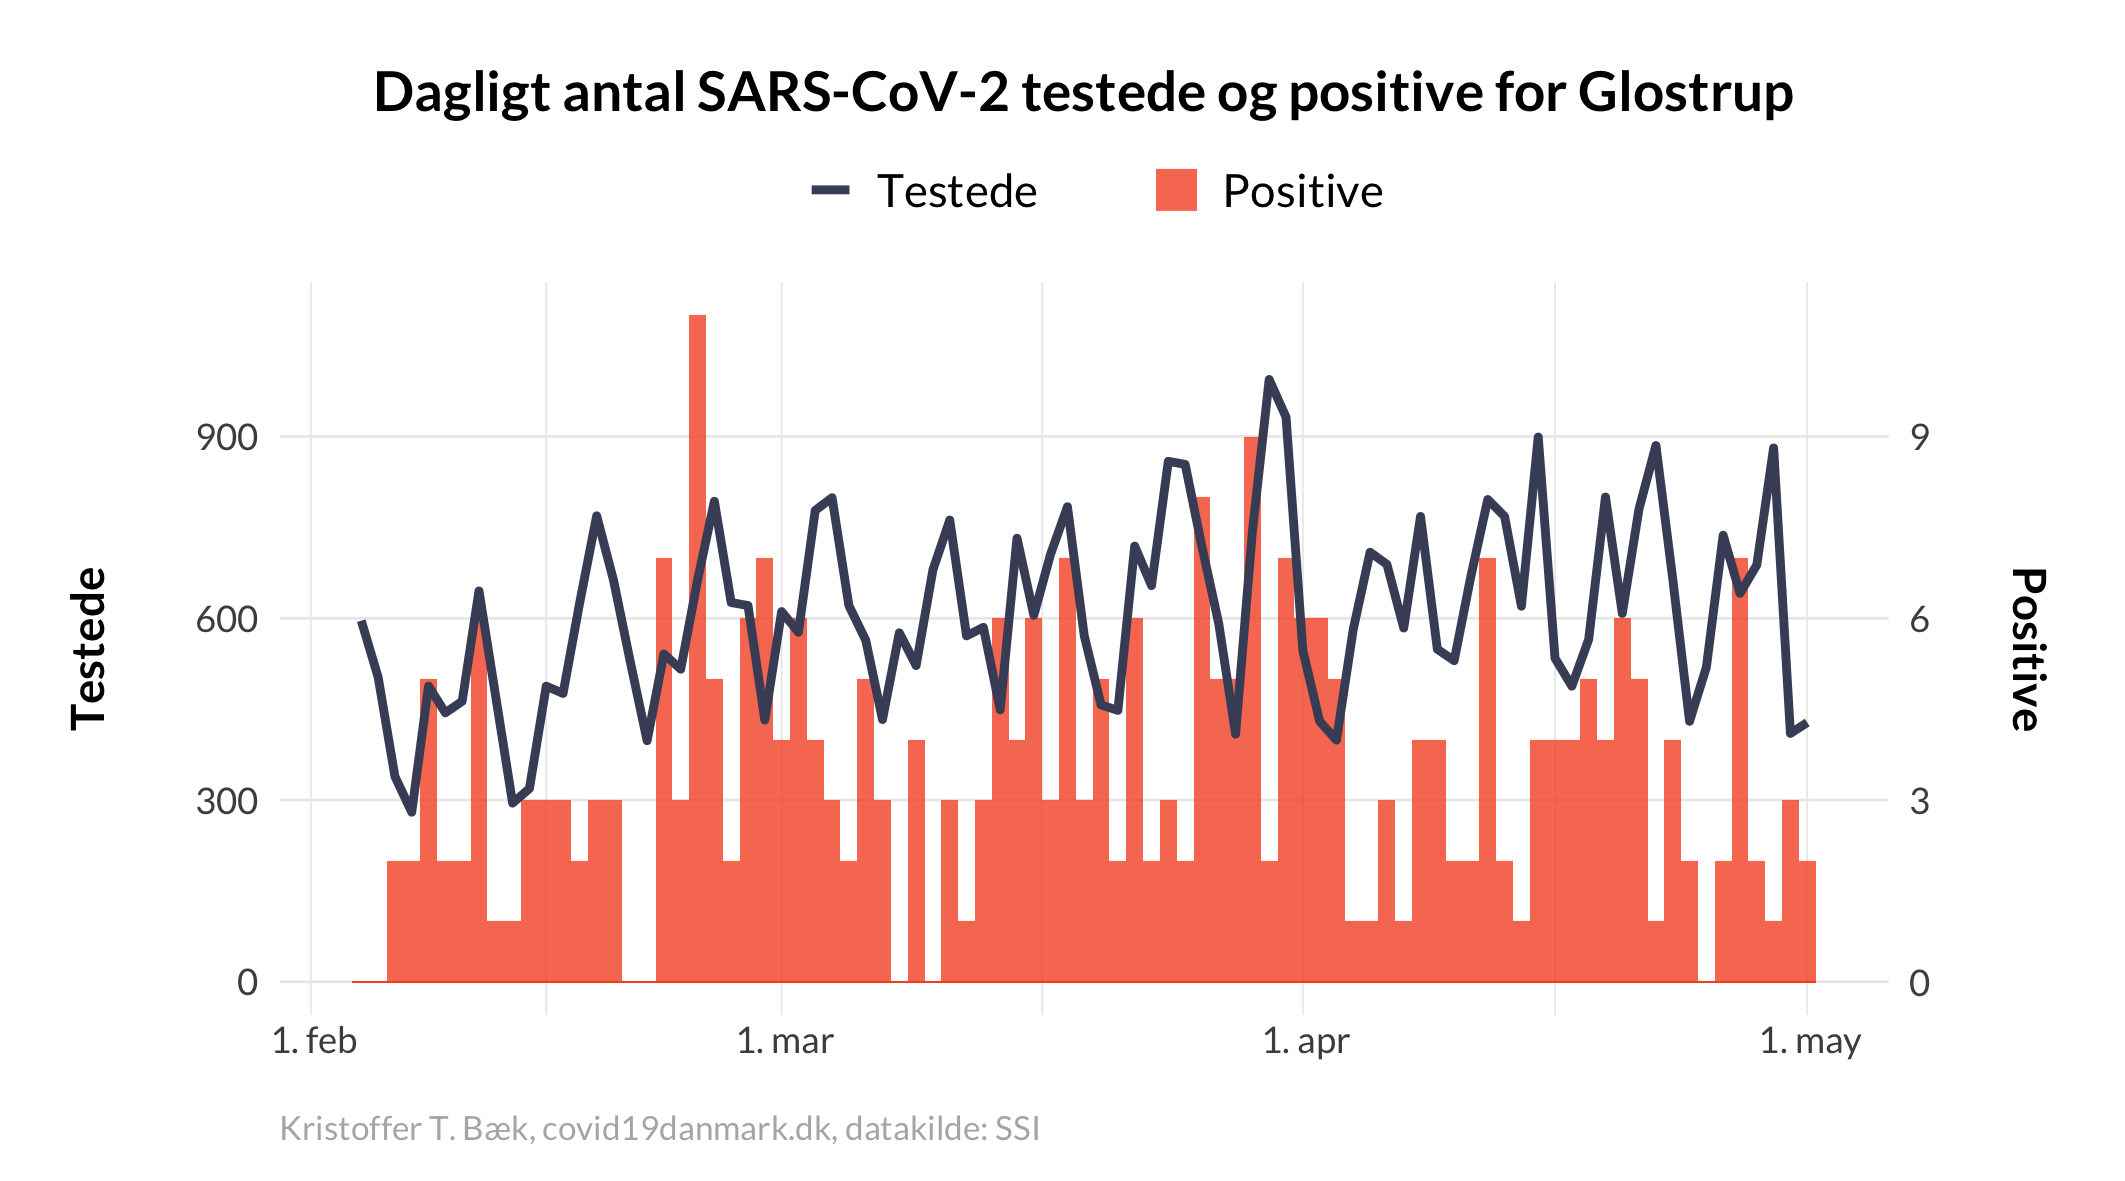 Dagligt antal SARS-CoV-2 testede og positive for Glostrup
Testede
Positive
Testede
900
600
300
0
9
6
3
0
Positive
1. feb
1. mar
1. apr
1. may
Kristoffer T. Bæk, covid19danmark.dk, datakilde: SSI